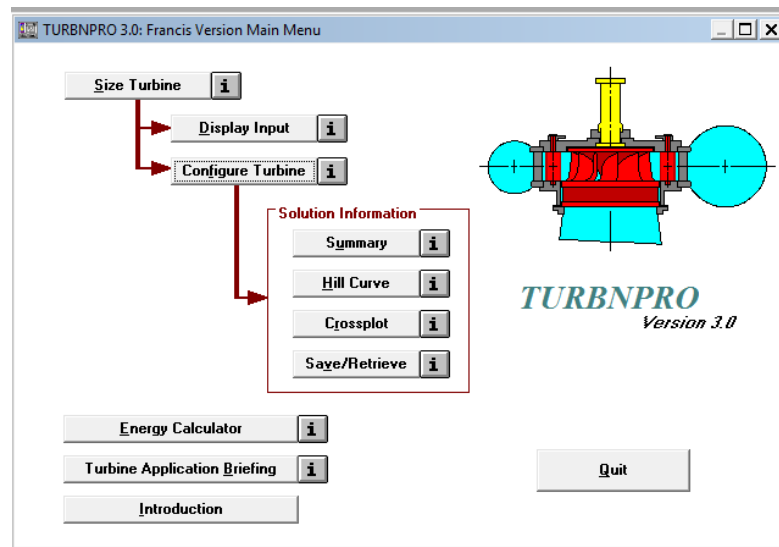 TURBNPRO 3.0: Francis Version Main Menu
Size Turbine i
Display Input i
Configure Turbine i
Solution Information
Summary i
Hill Curve i
Crossplot i
Save/Retrieve i
TURBNPRO
Version 3.0
Energy Calculator i
Turbine Application Briefing i
Introduction
Quit